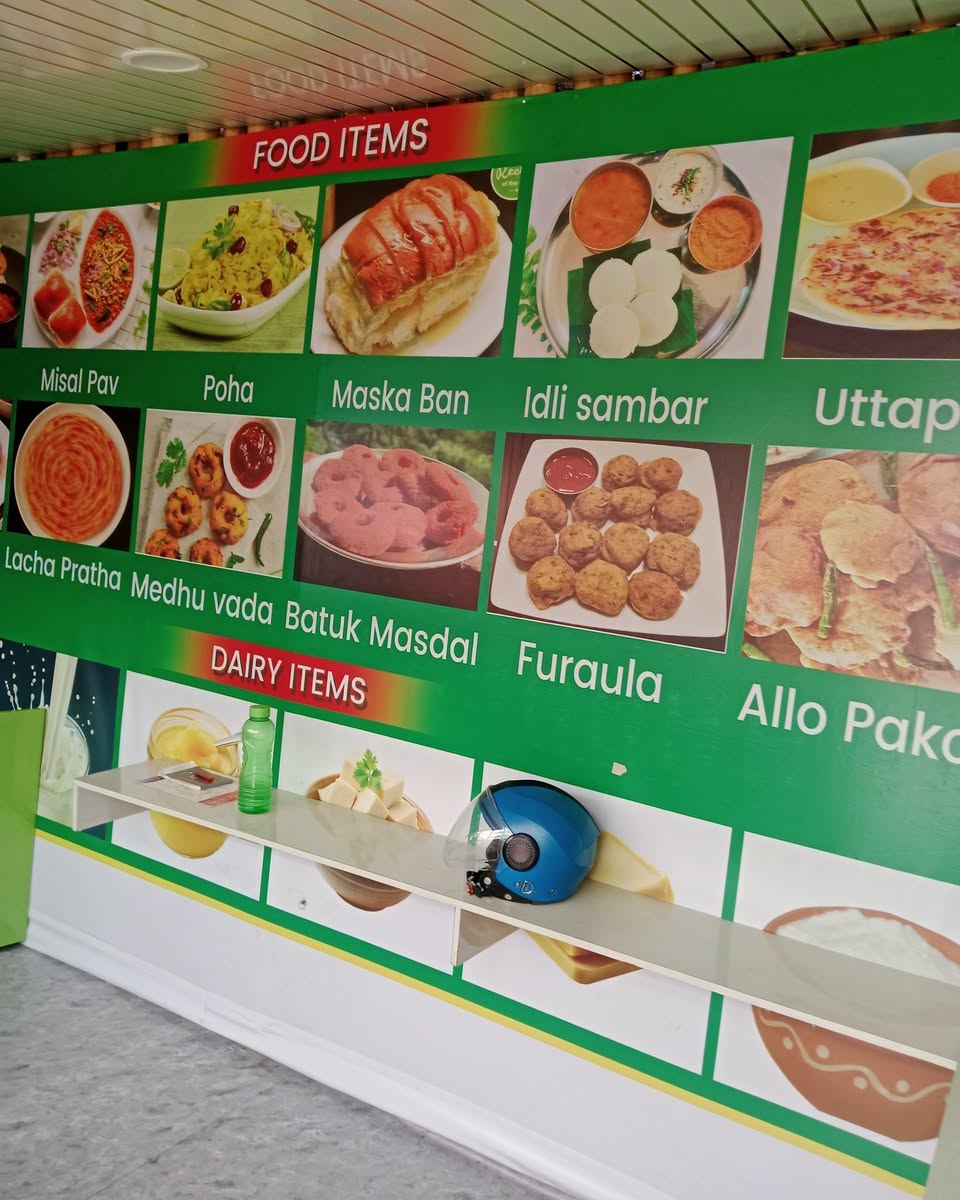 FOOD ITEMS
Misal Pav
Poha
Maska Ban
Idli sambar
Uttap
Lacha Pratha
Medhu vada
Batuk Masdal
Furaula
Allo Pako
DAIRY ITEMS